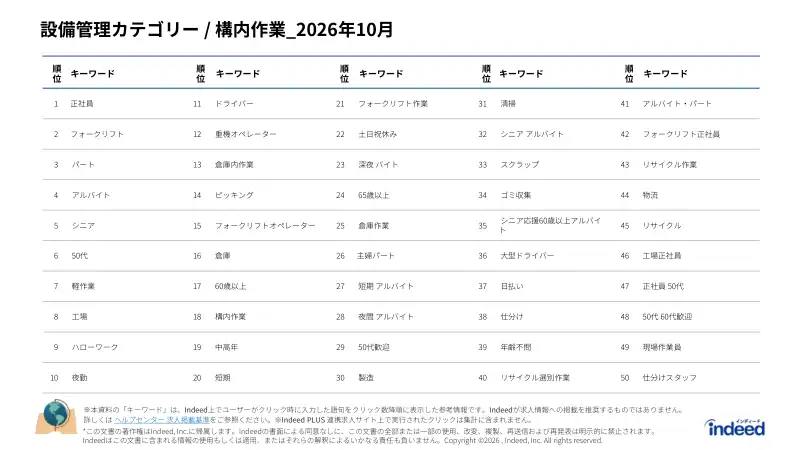 設備管理カテゴリー / 構内作業_2026年10月
順位 キーワード 順位 キーワード 順位 キーワード 順位 キーワード 順位 キーワード
1 正社員 11 ドライバー 21 フォークリフト作業 31 清掃 41 アルバイト・パート
2 フォークリフト 12 重機オペレーター 22 土日祝休み 32 シニア アルバイト 42 フォークリフト正社員
3 パート 13 倉庫内作業 23 深夜 バイト 33 スクラップ 43 リサイクル作業
4 アルバイト 14 ピッキング 24 65歳以上 34 ゴミ収集 44 物流
5 シニア 15 フォークリフトオペレーター 25 倉庫作業 35 シニア応援60歳以上アルバイト 45 リサイクル
6 50代 16 倉庫 26 主婦パート 36 大型ドライバー 46 工場正社員
7 軽作業 17 60歳以上 27 短期 アルバイト 37 日払い 47 正社員 50代
8 工場 18 構内作業 28 夜間 アルバイト 38 仕分け 48 50代 60代歓迎
9 ハローワーク 19 中高年 29 50代歓迎 39 年齢不問 49 現場作業員
10 夜勤 20 短期 30 製造 40 リサイクル選別作業 50 仕分けスタッフ
※本資料の「キーワード」は、Indeed上でユーザーがクリック時に入力した語句をクリック数降順に表示した参考情報です。Indeedが求人情報への掲載を推奨するものではありません。
詳しくは ヘルプセンター 求人掲載基準をご参照ください。※Indeed PLUS 連携求人サイト上で実行されたクリックは集計に含まれません。
*この文書の著作権はIndeed, Inc.に帰属します。Indeedの書面による同意なしに、この文書の全部または一部の使用、改変、複製、再送信および再発表は明示的に禁止されます。
Indeedはこの文書に含まれる情報の使用もしくは適用、またはそれらの解釈よるいかなる責任も負いません。Copyright ©2026 , Indeed, Inc. All rights reserved.
インディード
indeed